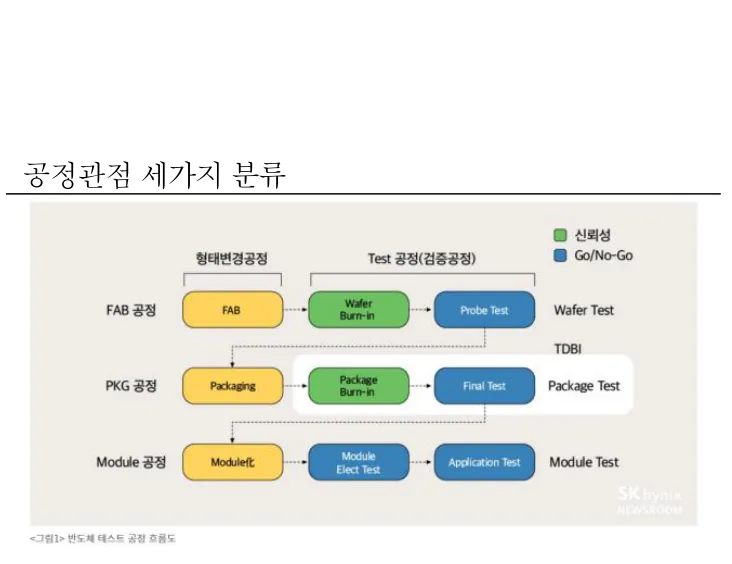 공정관점 세가지 분류
신뢰성
Go/No-Go
형태변경공정
Test 공정(검증공정)
FAB 공정
FAB
Wafer
Burn-in
Probe Test
Wafer Test
TDBI
PKG 공정
Packaging
Package
Burn-in
Final Test
Package Test
Module 공정
Module化
Module
Elect Test
Application Test
Module Test
SK hynix
NEWSROOM
<그림1> 반도체 테스트 공정 흐름도